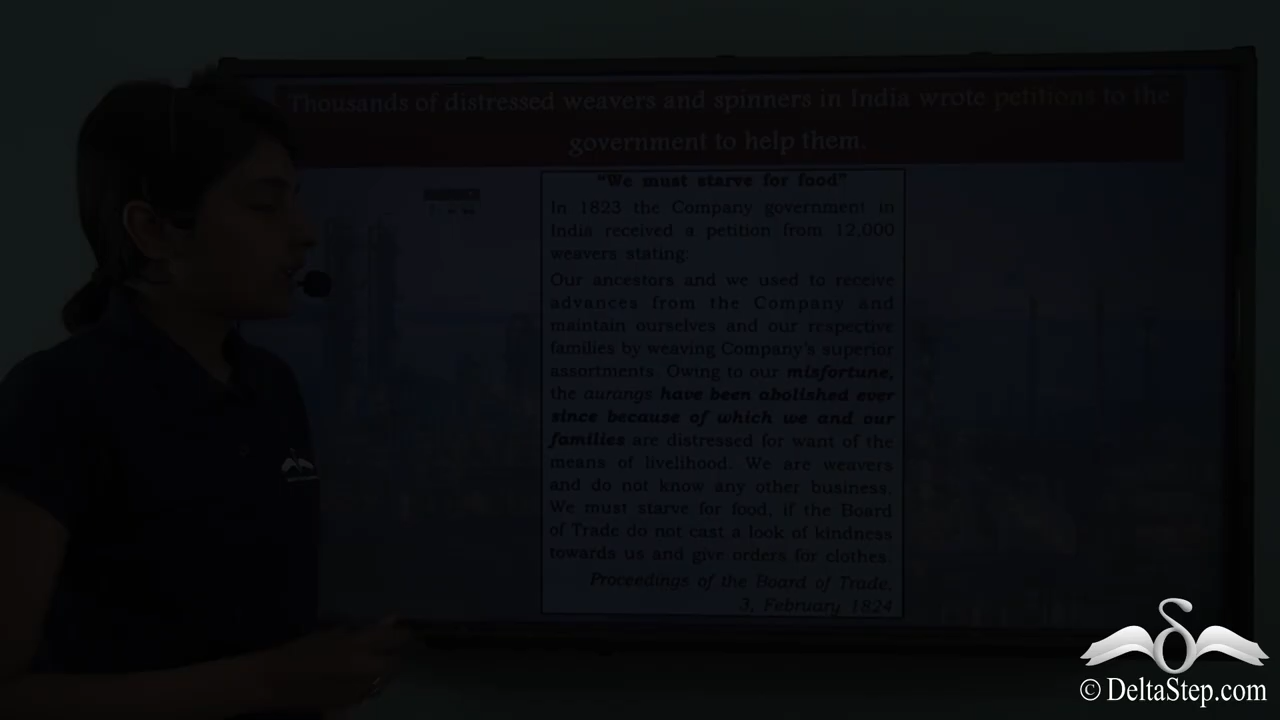 Thousands of distressed weavers and spinners in India wrote petitions to the
government to help them.
"We must starve for food"
In 1823 the Company government in
India received a petition from 12,000
weavers stating:
Our ancestors and we used to receive
advances from the Company and
maintain ourselves and our respective
families by weaving Company's superior
assortments. Owing to our misfortune,
the aurangs have been abolished ever
since because of which we and our
families are distressed for want of the
means of livelihood. We are weavers
and do not know any other business.
We must starve for food, if the Board
of Trade do not cast a look of kindness
towards us and give orders for clothes.
Proceedings of the Board of Trade,
3, February 1824
© DeltaStep.com